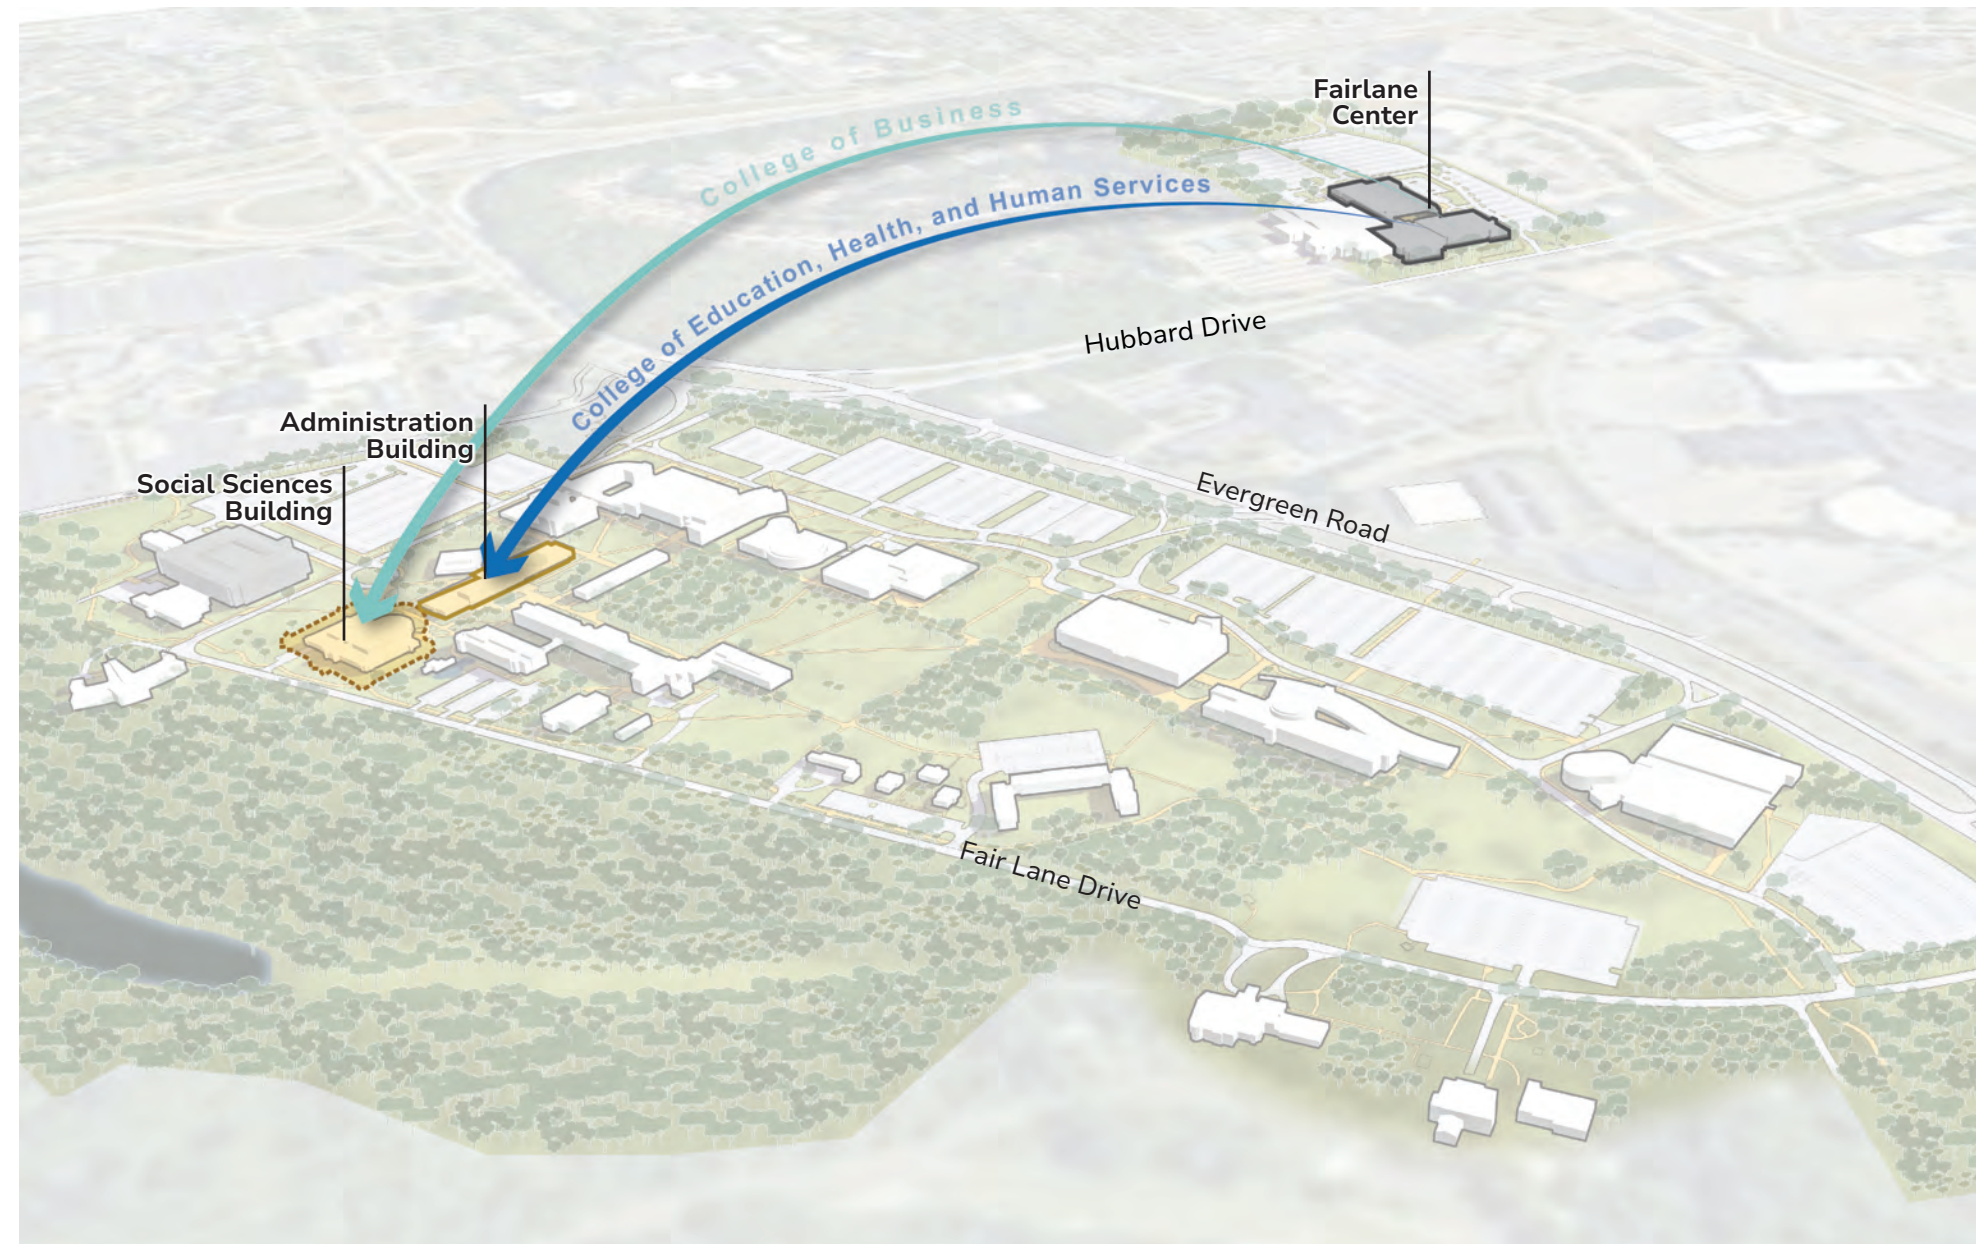 Fairlane
Center
College of Business
College of Education, Health, and Human Services
Hubbard Drive
Administration
Building
Social Sciences
Building
Evergreen Road
Fair Lane Drive